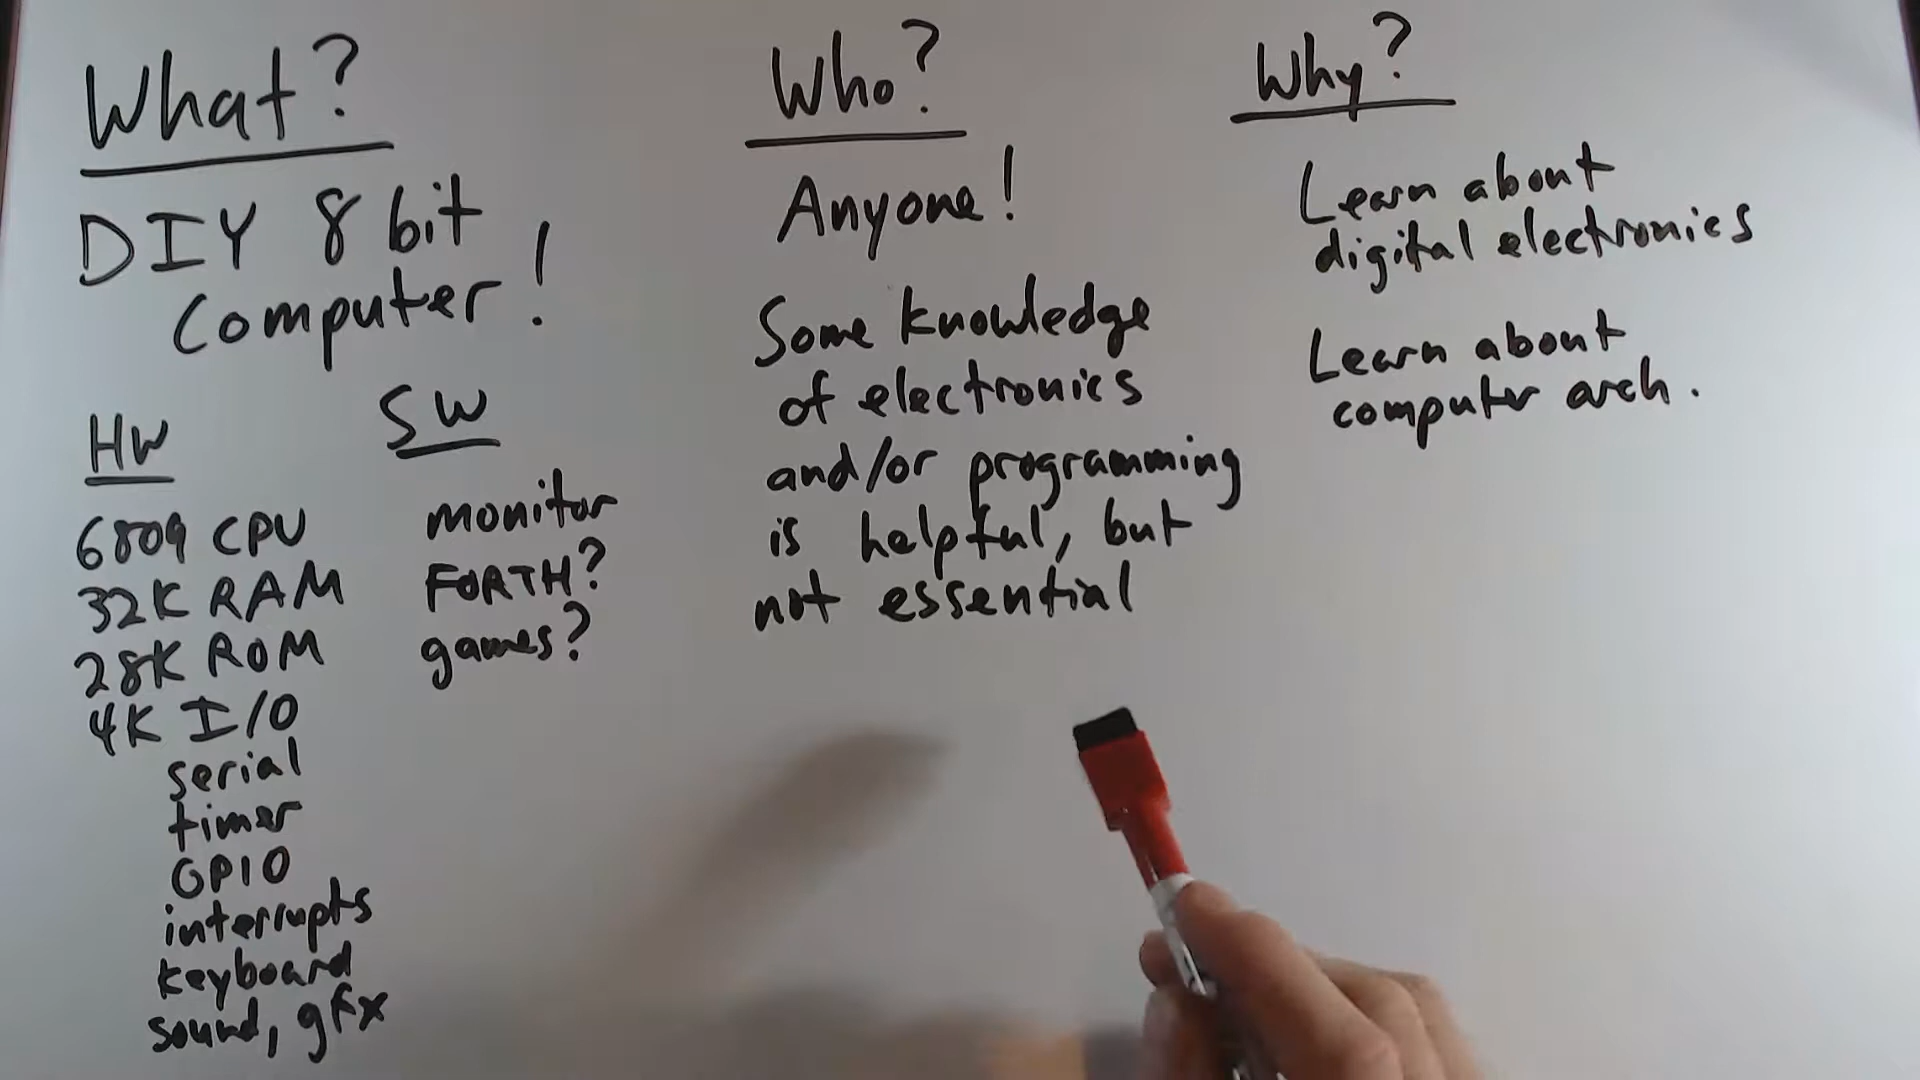 What?
DIY 8 bit
Computer!
HW
6809 CPU
32K RAM
28K ROM
4K I/O
serial
timer
GPIO
interrupts
keyboard
sound, gfx
SW
monitor
FORTH?
games?
Who?
Anyone!
Some knowledge
of electronics
and/or programming
is helpful, but
not essential
Why?
Learn about
digital electronics
Learn about
computer arch.